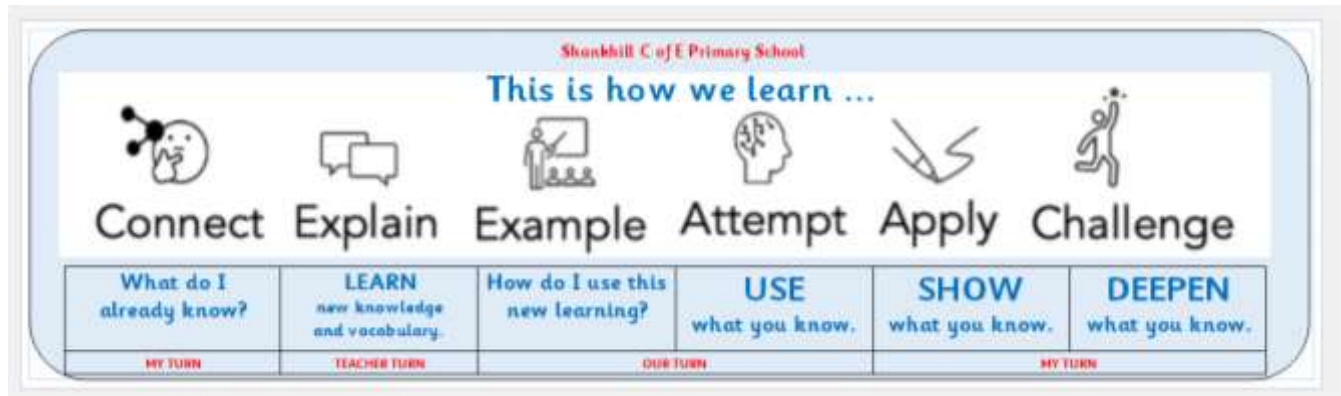 Shankhill C of E Primary School
This is how we learn ...
Connect Explain Example Attempt Apply Challenge
What do I
already know?
LEARN
new knowledge
and vocabulary.
How do I use this
new learning?
USE
what you know.
SHOW
what you know.
DEEPEN
what you know.
MY TURN
TEACHER TURN
OUR TURN
MY TURN